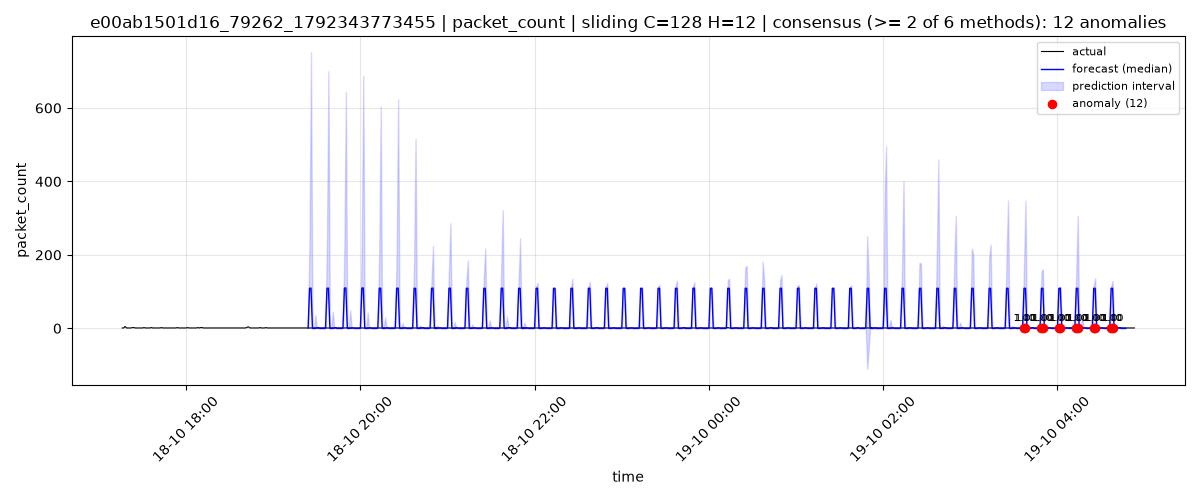 e00ab1501d16_79262_1792343773455 | packet_count | sliding C=128 H=12 | consensus (>= 2 of 6 methods): 12 anomalies
actual
forecast (median)
prediction interval
anomaly (12)
packet_count
600
400
200
0
18-10 18:00
18-10 20:00
18-10 22:00
19-10 00:00
19-10 02:00
19-10 04:00
time